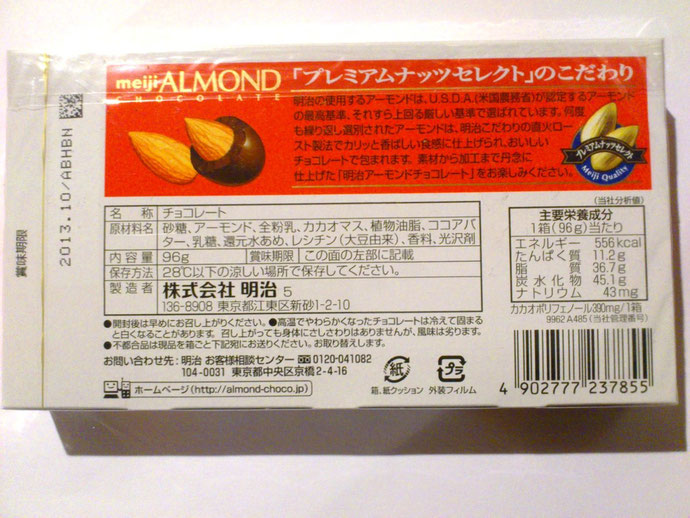 meiji ALMOND
CHOCOLATE
「プレミアムナッツセレクト」のこだわり
明治の使用するアーモンドは、U.S.D.A.(米国農務省)が認定するアーモンド
の最高基準、それすら上回る厳しい基準で選ばれています。何度
も繰り返し選別されたアーモンドは、明治こだわりの直火ロー
スト製法でカリッと香ばしい食感に仕上げられ、おいしい
チョコレートで包まれます。素材から加工まで丹念に
仕上げた「明治アーモンドチョコレート」をお楽しみください。
プレミアムナッツセレクト
Meiji Quality
賞味期限
2013.10/ABHBN
名 称 チョコレート
原材料名 砂糖、アーモンド、全粉乳、カカオマス、植物油脂、ココアバ
ター、乳糖、還元水あめ、レシチン(大豆由来)、香料、光沢剤
内 容 量 96g 賞味期限 この面の左部に記載
保存方法 28℃以下の涼しい場所で保存してください。
製 造 者 株式会社 明治 5
136-8908 東京都江東区新砂1-2-10
(当社分析値)
主要栄養成分
1箱(96g)当たり
エネルギー 556kcal
たんぱく質 11.2g
脂 質 36.7g
炭水化物 45.1g
ナトリウム 43mg
カカオポリフェノール390mg/1箱
9962 A485(当社管理番号)
●開封後は早めにお召し上がりください。●高温でやわらかくなったチョコレートは冷えて固まる
と白くなることがあります。召し上がっても身体にさしさわりはありませんが、風味は劣ります。
●不都合品は現品を箱ごと下記宛にお送りください。お取り替えします。
お問い合わせ先:明治 お客様相談センター 0120-041082
104-0031 東京都中央区京橋2-4-16
ホームページ(http://almond-choco.jp)
紙
箱、紙クッション
プラ
外装フィルム
4 902777 237855